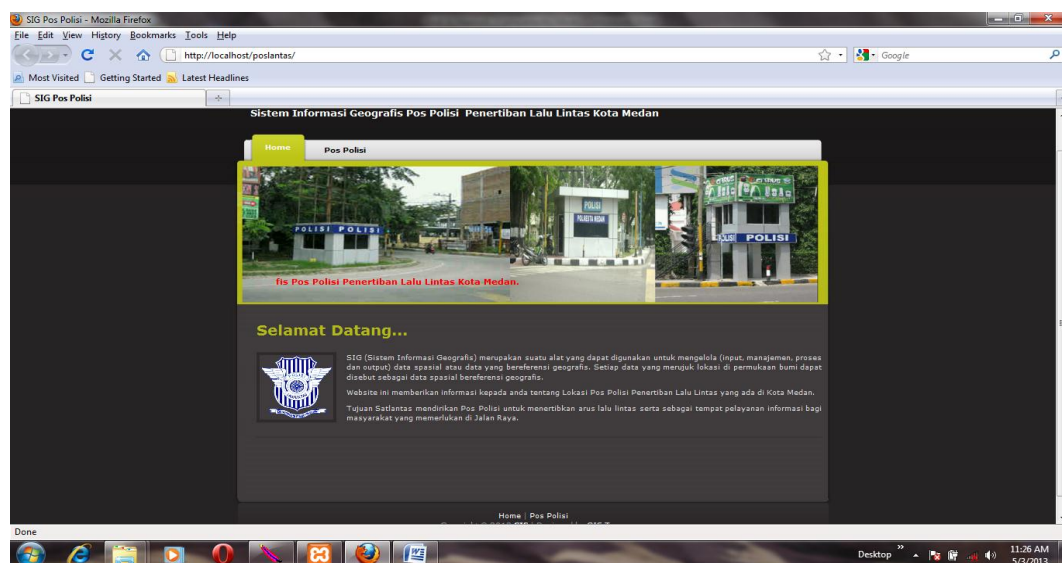 SIG Pos Polisi - Mozilla Firefox
File Edit View History Bookmarks Tools Help
http://localhost/poslantas/
Google
Most Visited Getting Started Latest Headlines
SIG Pos Polisi
Sistem Informasi Geografis Pos Polisi Penertiban Lalu Lintas Kota Medan
Home Pos Polisi
POLISI POLISI
POLISI
POLRESTA MEDAN
POLISI
fis Pos Polisi Penertiban Lalu Lintas Kota Medan.
Selamat Datang...
SIG (Sistem Informasi Geografis) merupakan suatu alat yang dapat digunakan untuk mengelola (input, manajemen, proses
dan output) data spasial atau data yang bereferensi geografis. Setiap data yang merujuk lokasi di permukaan bumi dapat
disebut sebagai data spasial bereferensi geografis.
Website ini memberikan informasi kepada anda tentang Lokasi Pos Polisi Penertiban Lalu Lintas yang ada di Kota Medan.
Tujuan Satlantas mendirikan Pos Polisi untuk menertibkan arus lalu lintas serta sebagai tempat pelayanan informasi bagi
masyarakat yang memerlukan di Jalan Raya.
Home | Pos Polisi
Done
Desktop
11:26 AM
5/3/2013